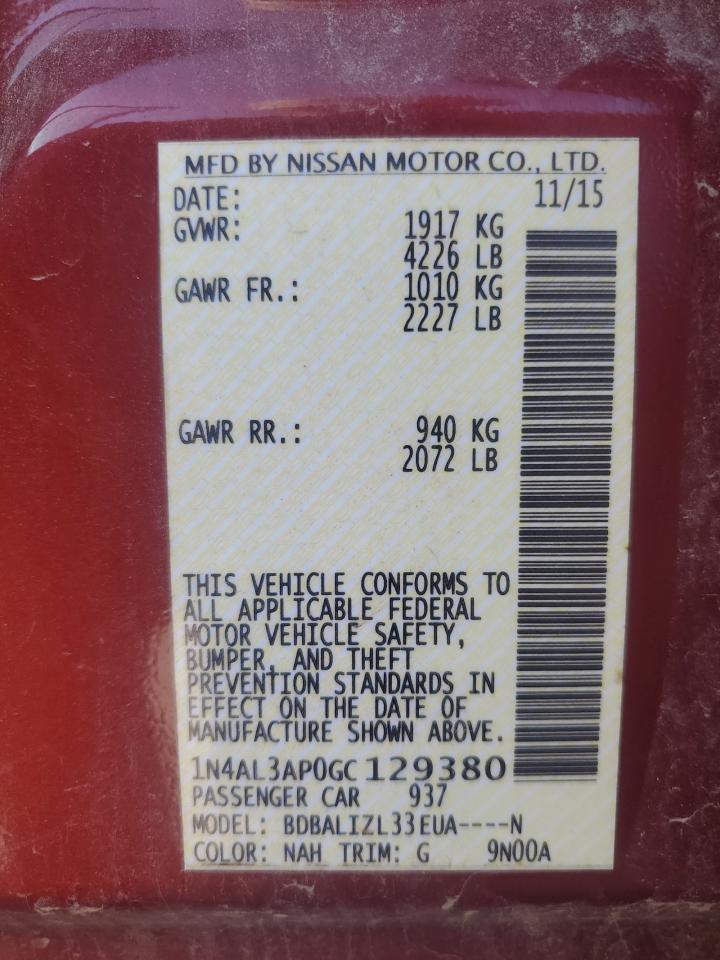 MFD BY NISSAN MOTOR CO., LTD.
DATE: 11/15
GVWR: 1917 KG
4226 LB
GAWR FR.: 1010 KG
2227 LB
GAWR RR.: 940 KG
2072 LB
THIS VEHICLE CONFORMS TO
ALL APPLICABLE FEDERAL
MOTOR VEHICLE SAFETY,
BUMPER, AND THEFT
PREVENTION STANDARDS IN
EFFECT ON THE DATE OF
MANUFACTURE SHOWN ABOVE.
1N4AL3AP0GC129380
PASSENGER CAR 937
MODEL: BDBALIZL33EUA----N
COLOR: NAH TRIM: G 9N00A